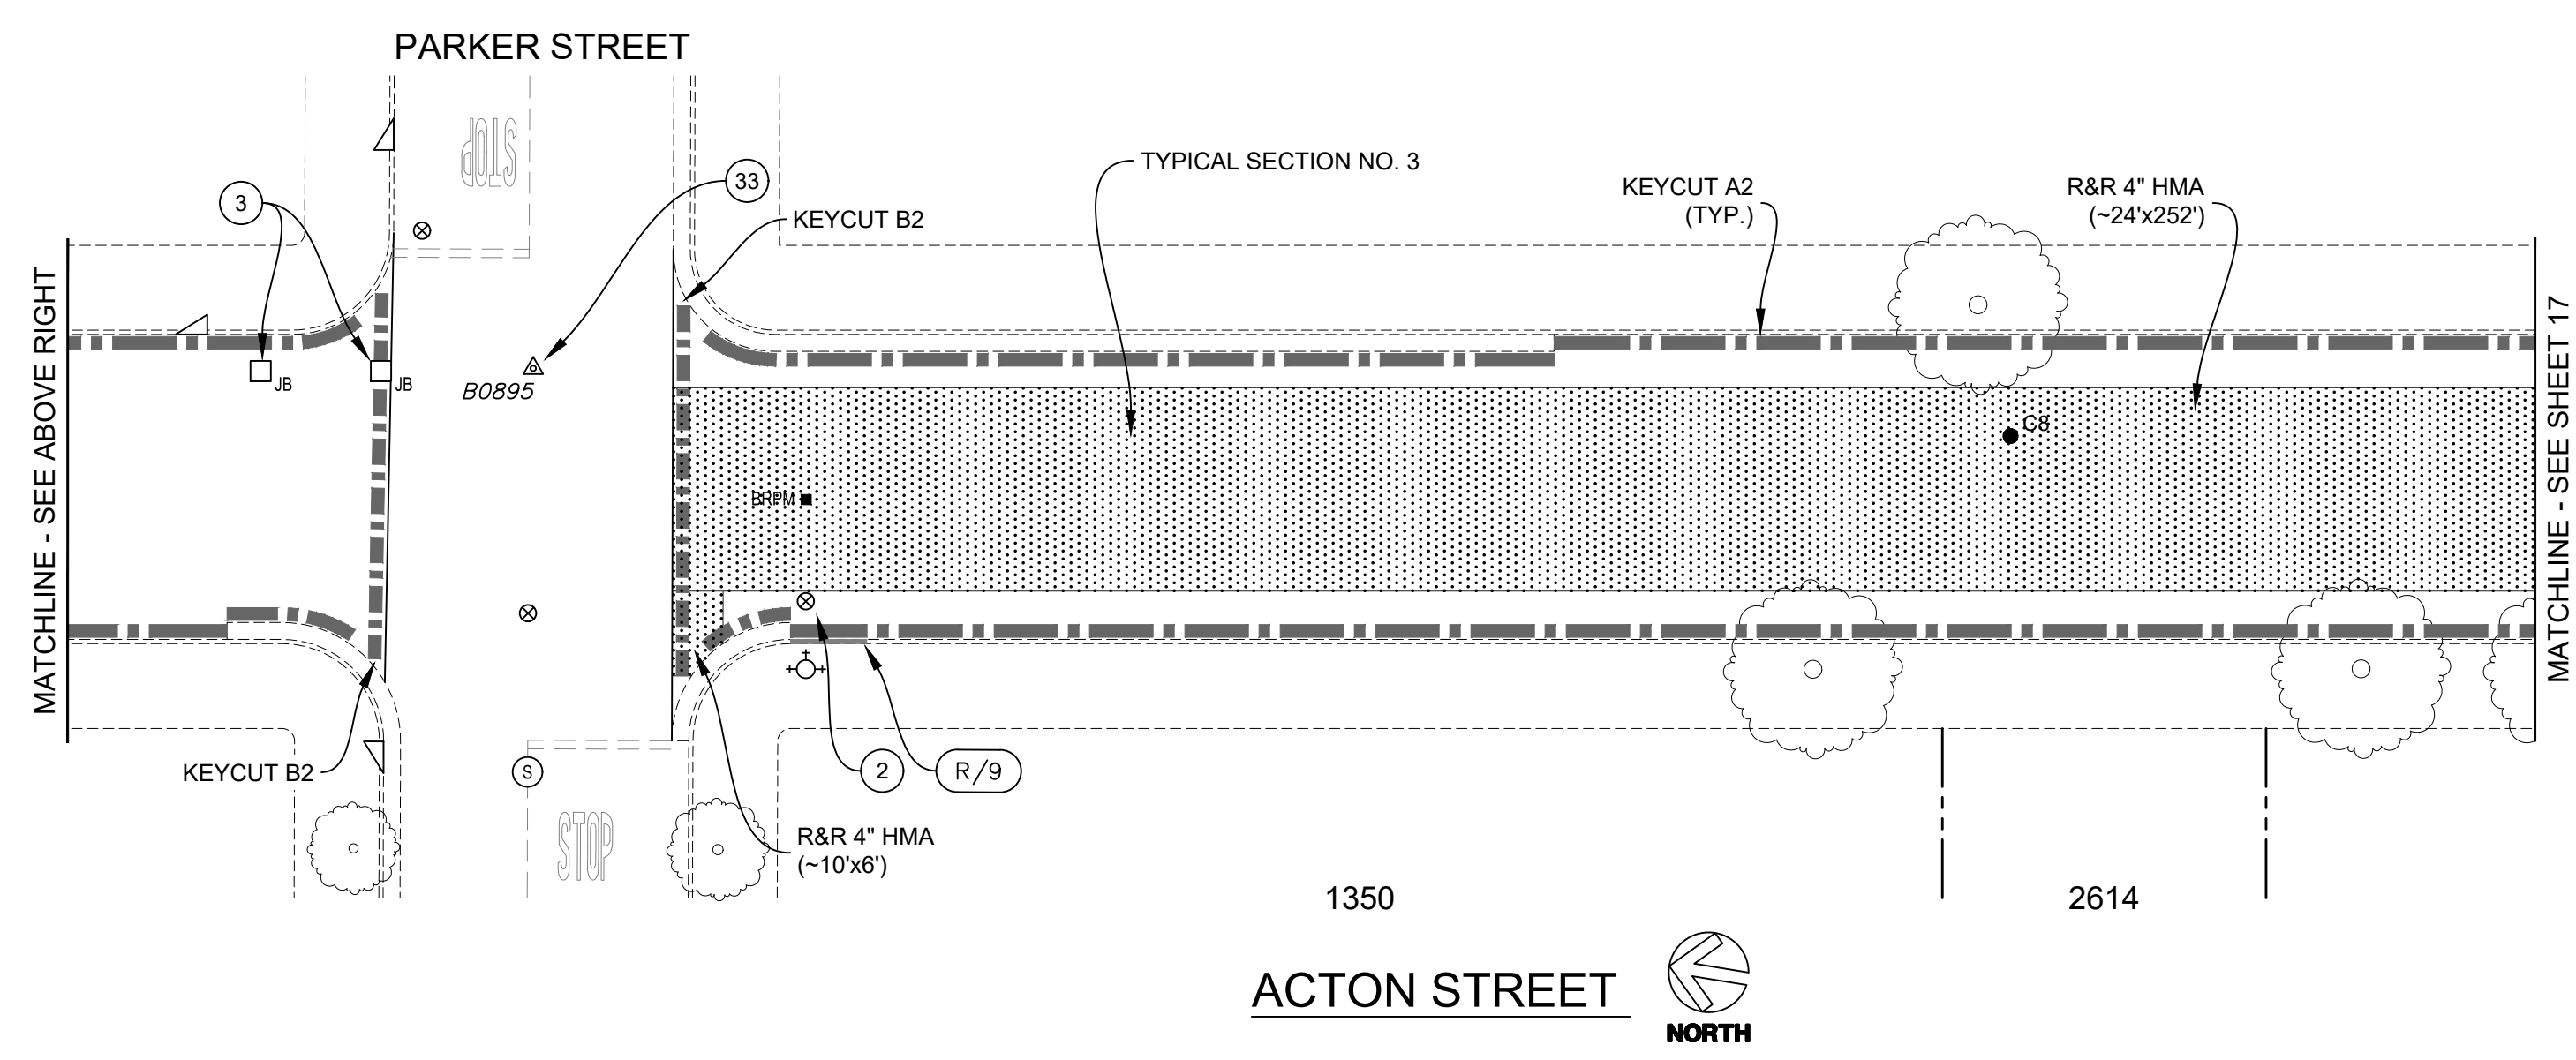 PARKER STREET
STOP
3
33
KEYCUT B2
TYPICAL SECTION NO. 3
KEYCUT A2
(TYP.)
R&R 4" HMA
(~24'x252')
MATCHLINE - SEE ABOVE RIGHT
MATCHLINE - SEE SHEET 17
JB
JB
B0895
C8
BRPM
KEYCUT B2
S
2
R/9
STOP
R&R 4" HMA
(~10'x6')
1350
2614
ACTON STREET
NORTH